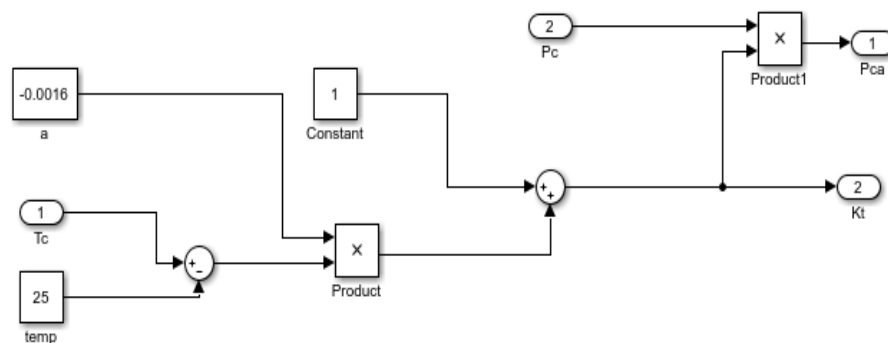 2
Pc
×
Product1
1
Pca
-0.0016
a
1
Constant
+
+
2
Kt
1
Tc
+
−
×
Product
25
temp